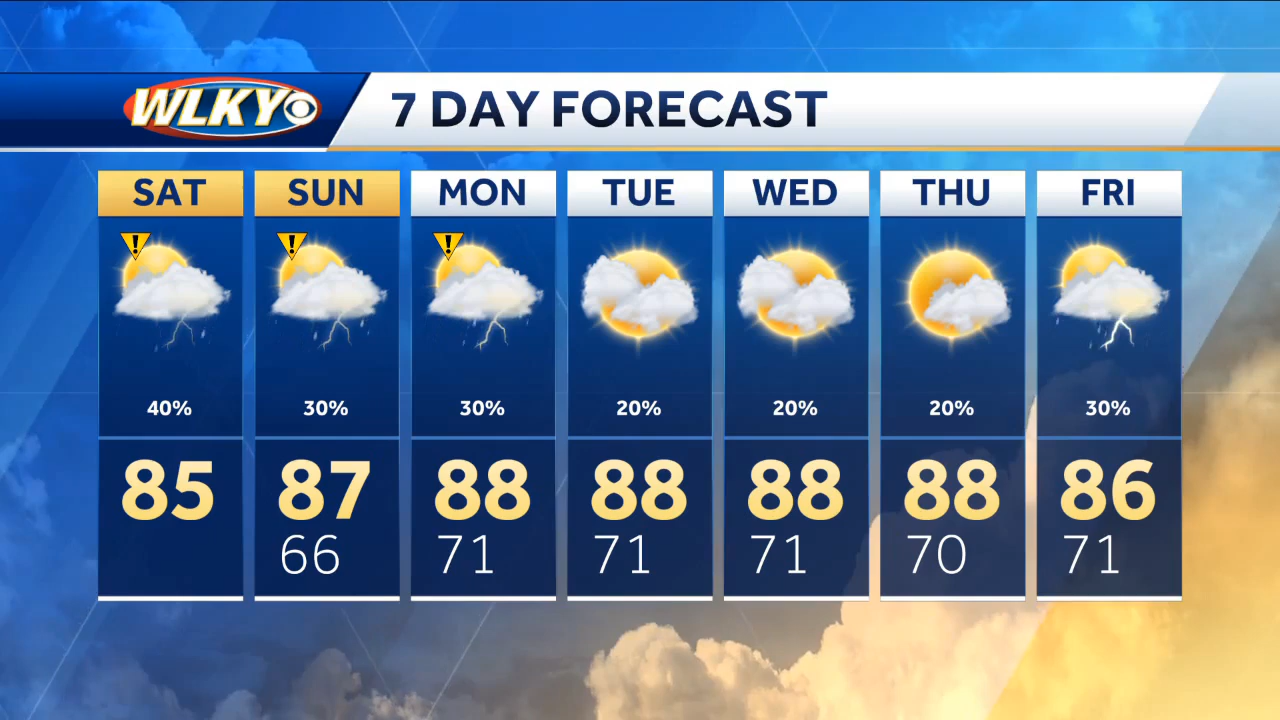 WLKY
7 DAY FORECAST
SAT SUN MON TUE WED THU FRI
! ! !
40% 30% 30% 20% 20% 20% 30%
85 87 88 88 88 88 86
66 71 71 71 70 71